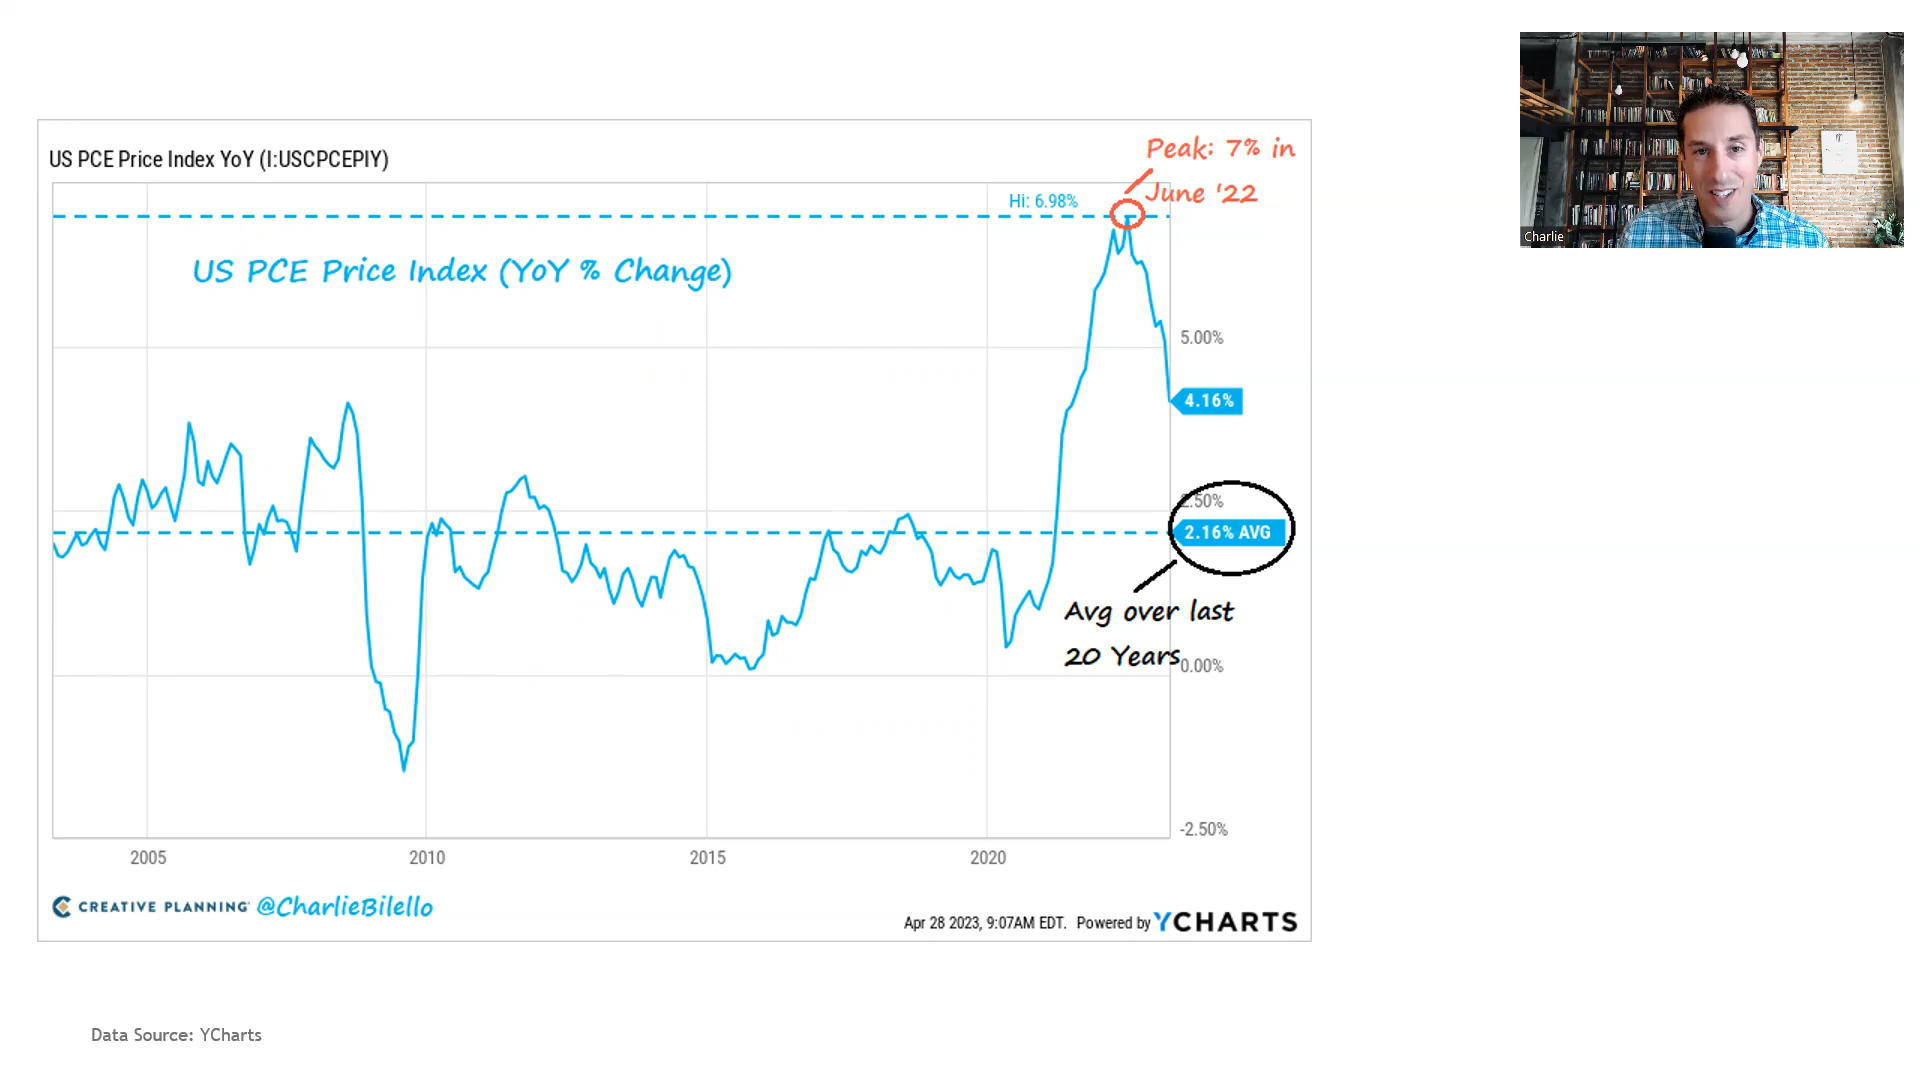 US PCE Price Index YoY (I:USCPCEPIY)
Peak: 7% in
June '22
Hi: 6.98%
US PCE Price Index (YoY % Change)
5.00%
4.16%
2.50%
2.16% AVG
Avg over last
20 Years
0.00%
-2.50%
2005 2010 2015 2020
CREATIVE PLANNING @CharlieBilello
Apr 28 2023, 9:07AM EDT. Powered by YCHARTS
Data Source: YCharts
Charlie